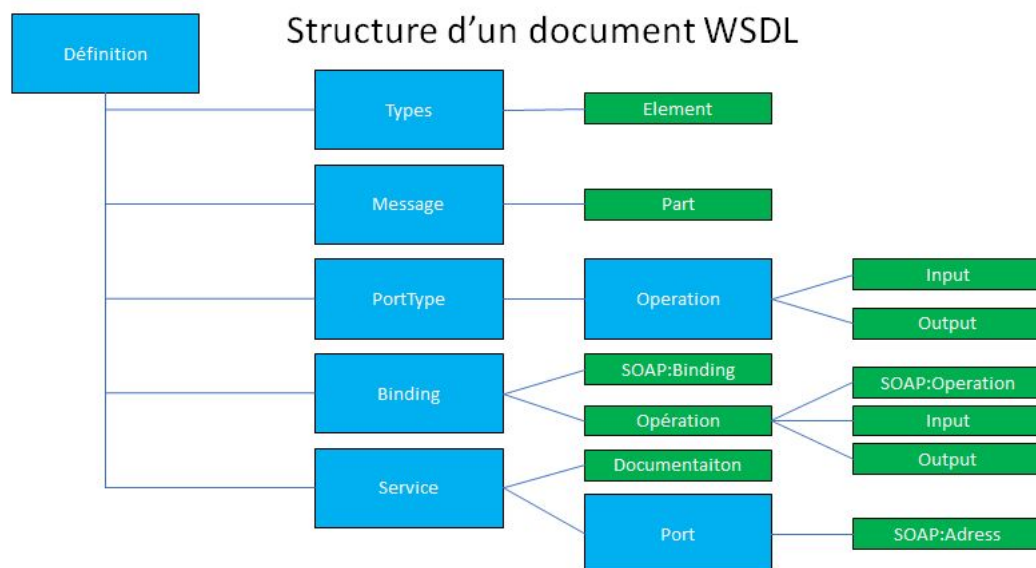 Structure d'un document WSDL
Définition
Types
Element
Message
Part
PortType
Operation
Input
Output
Binding
SOAP:Binding
Opération
SOAP:Operation
Input
Output
Service
Documentaiton
Port
SOAP:Adress